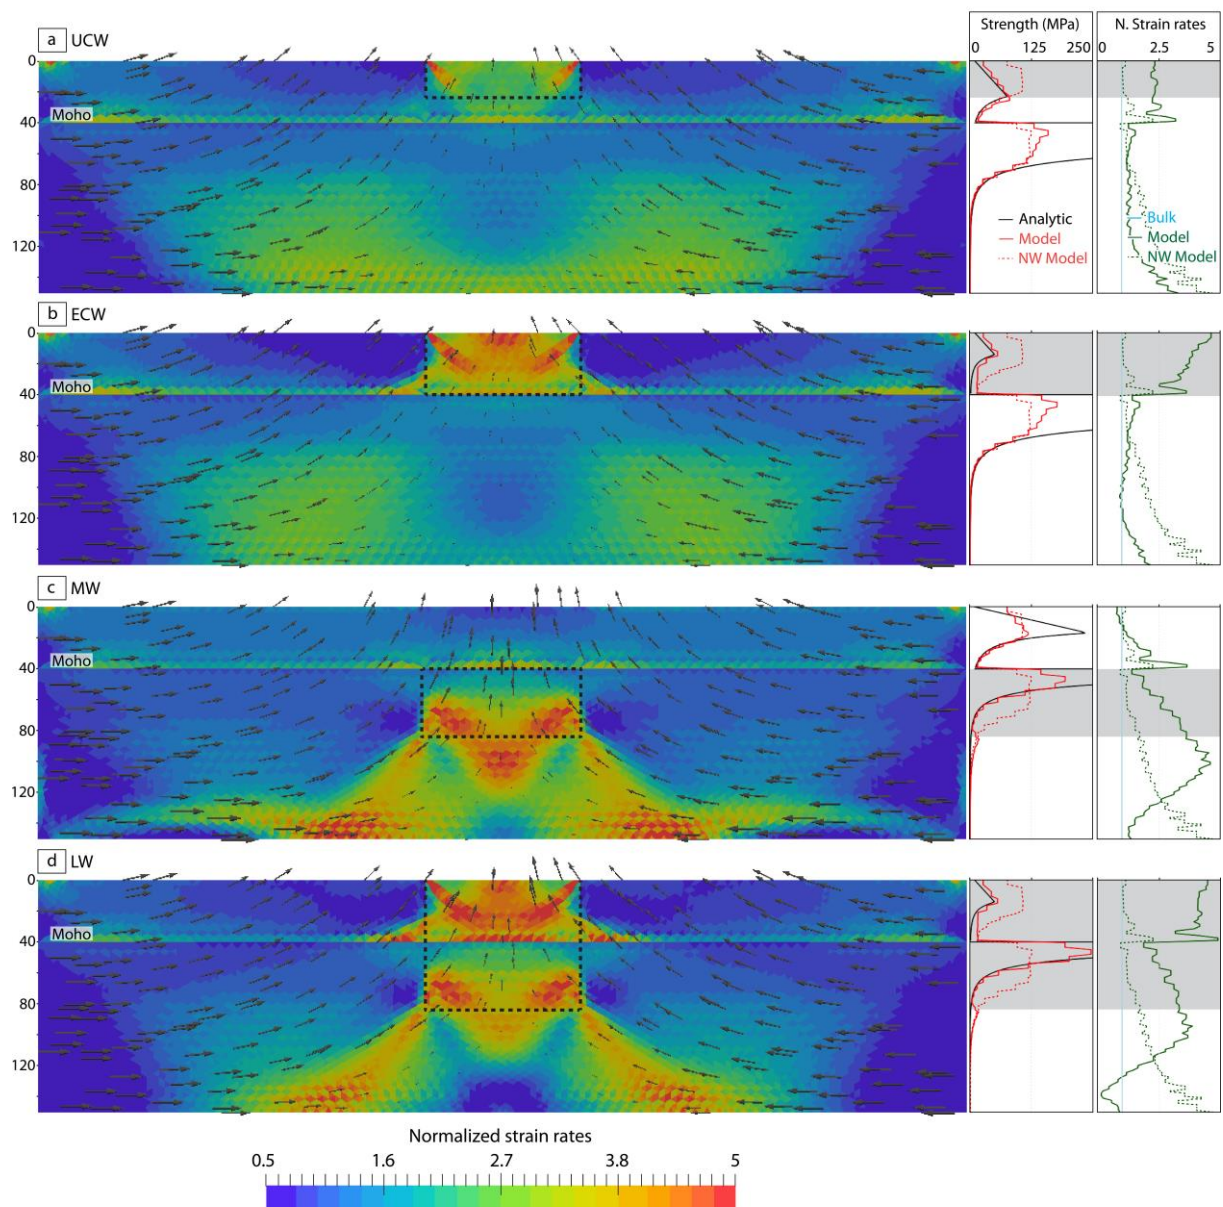 a UCW
Strength (MPa)
N. Strain rates
0 125 250
0 2.5 5
0
Moho
40
80
120
Analytic
Model
NW Model
Bulk
Model
NW Model
b ECW
0
Moho
40
80
120
c MW
0
Moho
40
80
120
d LW
0
Moho
40
80
120
Normalized strain rates
0.5 1.6 2.7 3.8 5